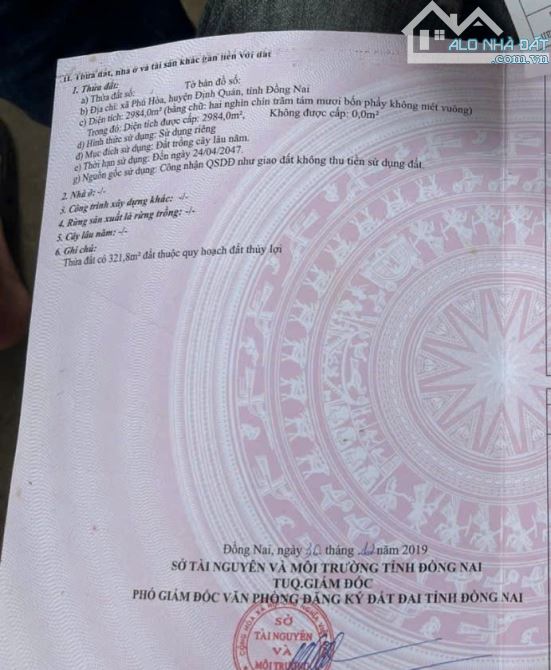 ALO NHÀ ĐẤT
.com.vn
II. Thửa đất, nhà ở và tài sản khác gắn liền với đất
1. Thửa đất:
a) Thửa đất số: Tờ bản đồ số:
b) Địa chỉ: xã Phú Hòa, huyện Định Quán, tỉnh Đồng Nai
c) Diện tích: 2984,0m² (bằng chữ: hai nghìn chín trăm tám mươi bốn phẩy không mét vuông)
Trong đó: Diện tích được cấp: 2984,0m², Không được cấp: 0,0m²
d) Hình thức sử dụng: Sử dụng riêng
đ) Mục đích sử dụng: Đất trồng cây lâu năm.
e) Thời hạn sử dụng: Đến ngày 24/04/2047.
g) Nguồn gốc sử dụng: Công nhận QSDĐ như giao đất không thu tiền sử dụng đất.
2. Nhà ở: -/-
3. Công trình xây dựng khác: -/-
4. Rừng sản xuất là rừng trồng: -/-
5. Cây lâu năm: -/-
6. Ghi chú:
Thửa đất có 321,8m² đất thuộc quy hoạch đất thủy lợi
Đồng Nai, ngày tháng năm 2019
SỞ TÀI NGUYÊN VÀ MÔI TRƯỜNG TỈNH ĐỒNG NAI
TUQ.GIÁM ĐỐC
PHÓ GIÁM ĐỐC VĂN PHÒNG ĐĂNG KÝ ĐẤT ĐAI TỈNH ĐỒNG NAI
SỞ
TÀI NGUYÊN
VÀ
MÔI TRƯỜNG